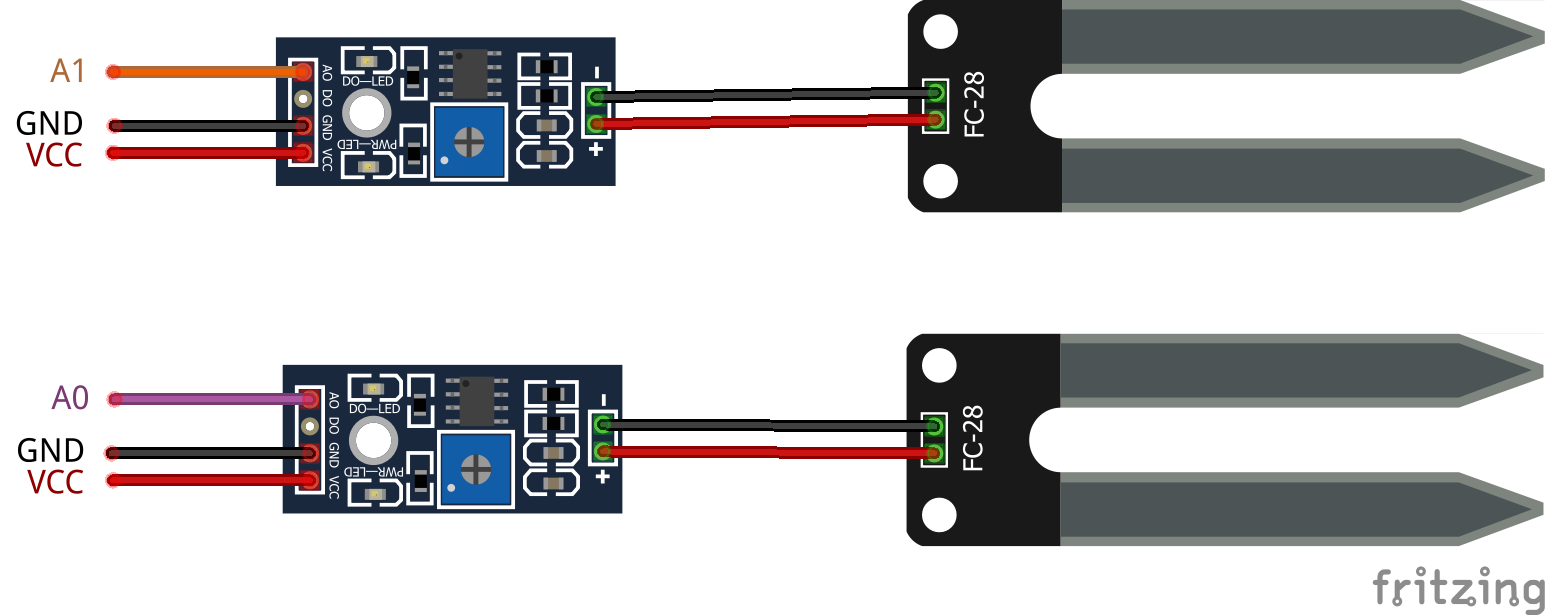 A1
GND
VCC
AO
DO
GND
VCC
DO—LED
PWR—LED
-
+
FC-28
A0
GND
VCC
AO
DO
GND
VCC
DO—LED
PWR—LED
-
+
FC-28
fritzing